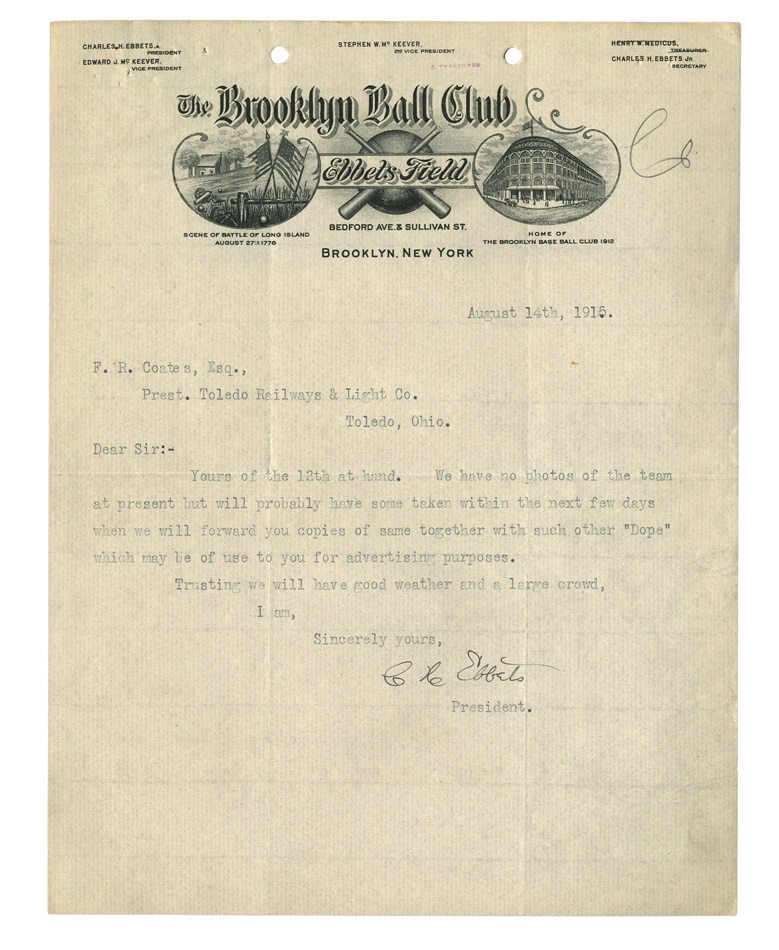 CHARLES H. EBBETS,
PRESIDENT
EDWARD J. McKEEVER,
VICE PRESIDENT
STEPHEN W. McKEEVER,
2ND VICE PRESIDENT
& TREASURER
HENRY W. MEDICUS,
TREASURER
CHARLES H. EBBETS JR.
SECRETARY
The Brooklyn Ball Club
Ebbets Field
SCENE OF BATTLE OF LONG ISLAND
AUGUST 27TH 1776
BEDFORD AVE. & SULLIVAN ST.
BROOKLYN, NEW YORK
HOME OF
THE BROOKLYN BASE BALL CLUB 1912
August 14th, 1915.
F. R. Coates, Esq.,
Prest. Toledo Railways & Light Co.
Toledo, Ohio.
Dear Sir:-
Yours of the 12th at hand. We have no photos of the team
at present but will probably have some taken within the next few days
when we will forward you copies of same together with such other "Dope"
which may be of use to you for advertising purposes.
Trusting we will have good weather and a large crowd,
I am,
Sincerely yours,
C H Ebbets
President.